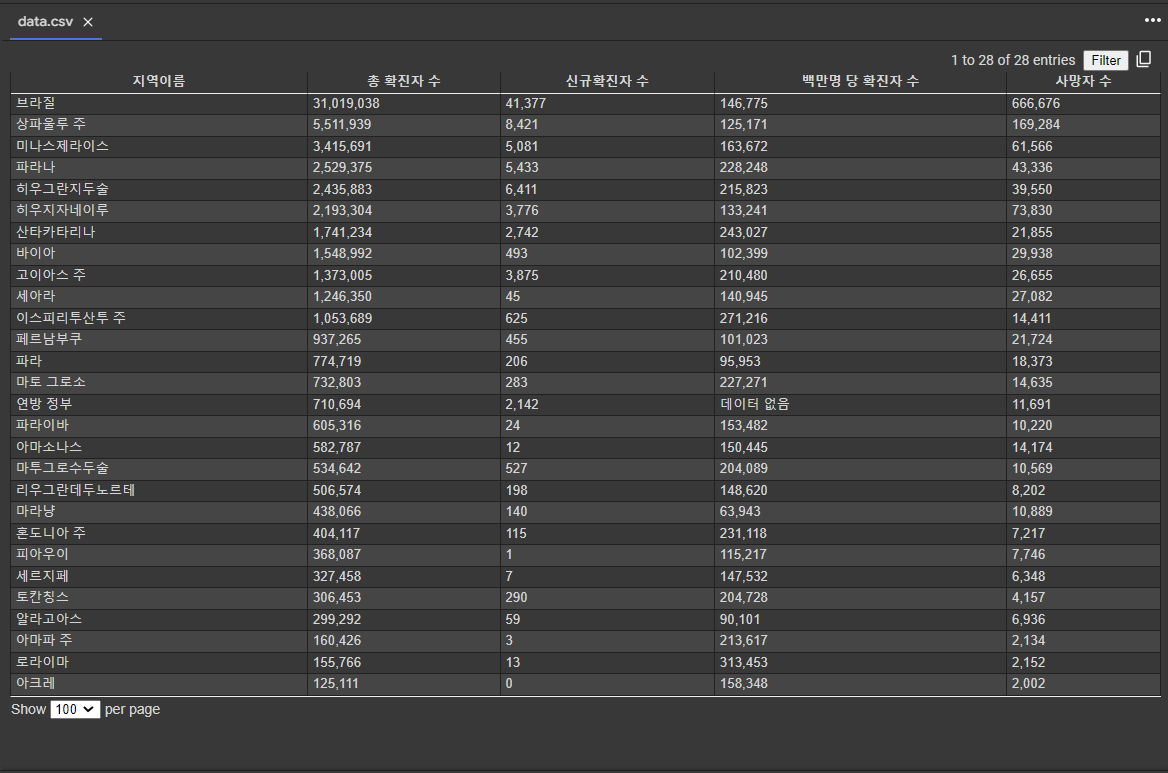 data.csv
1 to 28 of 28 entries Filter
지역이름 총 확진자 수 신규확진자 수 백만명 당 확진자 수 사망자 수
브라질 31,019,038 41,377 146,775 666,676
상파울루 주 5,511,939 8,421 125,171 169,284
미나스제라이스 3,415,691 5,081 163,672 61,566
파라나 2,529,375 5,433 228,248 43,336
히우그란지두술 2,435,883 6,411 215,823 39,550
히우지자네이루 2,193,304 3,776 133,241 73,830
산타카타리나 1,741,234 2,742 243,027 21,855
바이아 1,548,992 493 102,399 29,938
고이아스 주 1,373,005 3,875 210,480 26,655
세아라 1,246,350 45 140,945 27,082
이스피리투산투 주 1,053,689 625 271,216 14,411
페르남부쿠 937,265 455 101,023 21,724
파라 774,719 206 95,953 18,373
마토 그로소 732,803 283 227,271 14,635
연방 정부 710,694 2,142 데이터 없음 11,691
파라이바 605,316 24 153,482 10,220
아마소나스 582,787 12 150,445 14,174
마투그로수두술 534,642 527 204,089 10,569
리우그란데두노르테 506,574 198 148,620 8,202
마라냥 438,066 140 63,943 10,889
혼도니아 주 404,117 115 231,118 7,217
피아우이 368,087 1 115,217 7,746
세르지페 327,458 7 147,532 6,348
토칸칭스 306,453 290 204,728 4,157
알라고아스 299,292 59 90,101 6,936
아마파 주 160,426 3 213,617 2,134
로라이마 155,766 13 313,453 2,152
아크레 125,111 0 158,348 2,002
Show 100 per page